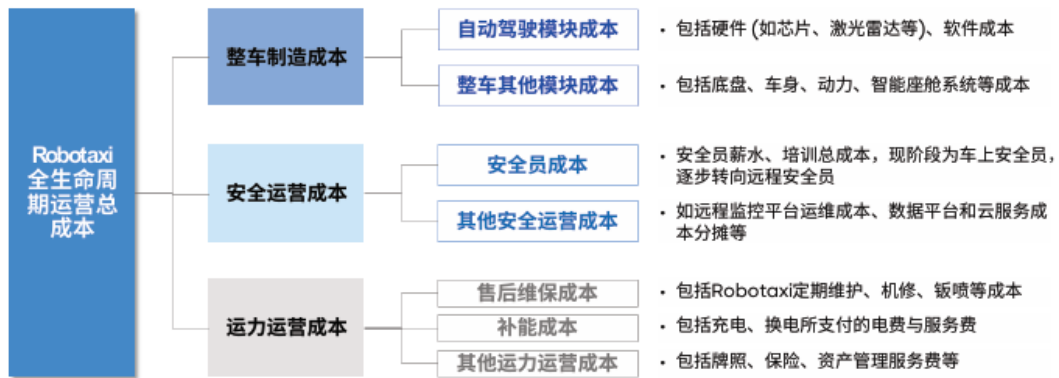 Robotaxi
全生命周
期运营总
成本
整车制造成本
自动驾驶模块成本
• 包括硬件 (如芯片、激光雷达等)、软件成本
整车其他模块成本
• 包括底盘、车身、动力、智能座舱系统等成本
安全运营成本
安全员成本
• 安全员薪水、培训总成本，现阶段为车上安全员，
逐步转向远程安全员
其他安全运营成本
• 如远程监控平台运维成本、数据平台和云服务成
本分摊等
运力运营成本
售后维保成本
• 包括Robotaxi定期维护、机修、钣喷等成本
补能成本
• 包括充电、换电所支付的电费与服务费
其他运力运营成本
• 包括牌照、保险、资产管理服务费等